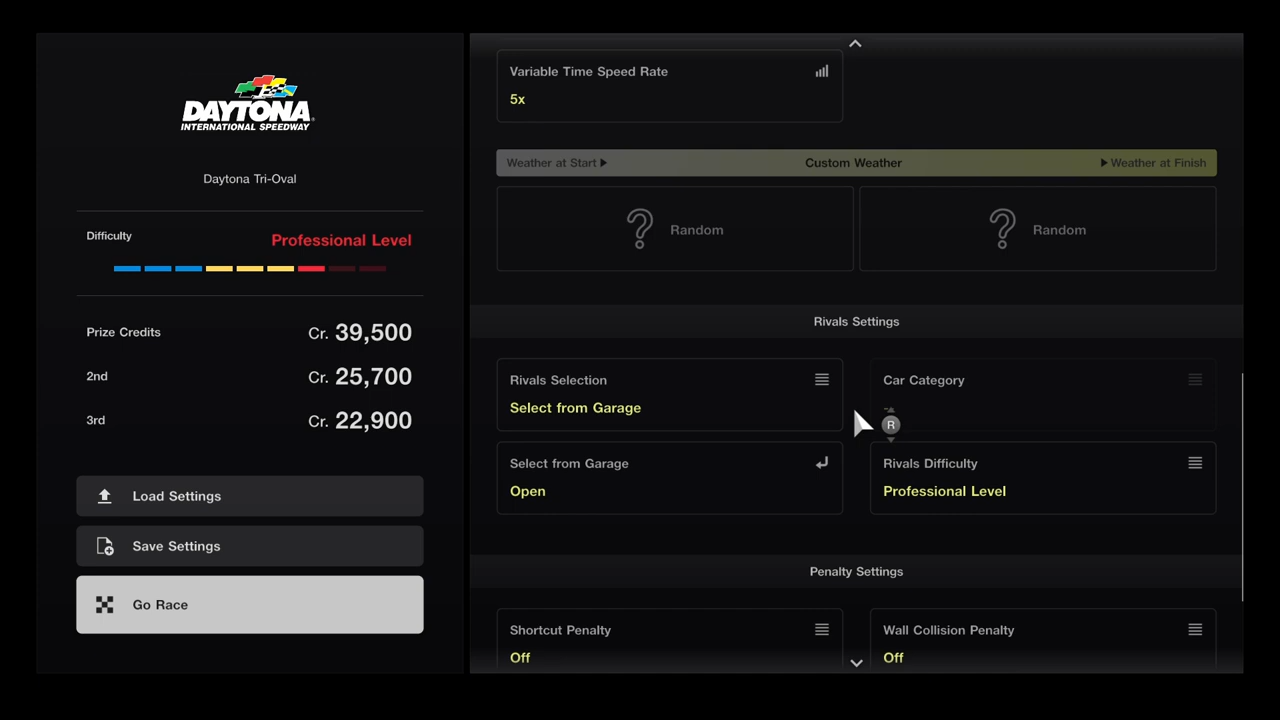 DAYTONA
INTERNATIONAL SPEEDWAY
Daytona Tri-Oval
Difficulty
Professional Level
Prize Credits
Cr. 39,500
2nd
Cr. 25,700
3rd
Cr. 22,900
Load Settings
Save Settings
Go Race
Variable Time Speed Rate
5x
Weather at Start
Custom Weather
Weather at Finish
Random
Random
Rivals Settings
Rivals Selection
Select from Garage
Car Category
R
Select from Garage
Open
Rivals Difficulty
Professional Level
Penalty Settings
Shortcut Penalty
Off
Wall Collision Penalty
Off